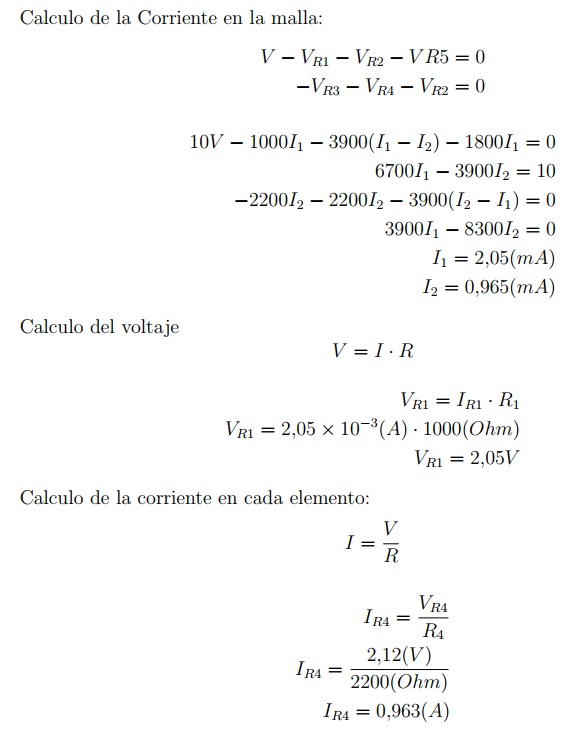 Calculo de la Corriente en la malla:
V − V_{R1} − V_{R2} − VR5 = 0
−V_{R3} − V_{R4} − V_{R2} = 0
10V − 1000I_1 − 3900(I_1 − I_2) − 1800I_1 = 0
6700I_1 − 3900I_2 = 10
−2200I_2 − 2200I_2 − 3900(I_2 − I_1) = 0
3900I_1 − 8300I_2 = 0
I_1 = 2,05(mA)
I_2 = 0,965(mA)
Calculo del voltaje
V = I · R
V_{R1} = I_{R1} · R_1
V_{R1} = 2,05 × 10^{−3}(A) · 1000(Ohm)
V_{R1} = 2,05V
Calculo de la corriente en cada elemento:
I = \frac{V}{R}
I_{R4} = \frac{V_{R4}}{R_4}
I_{R4} = \frac{2,12(V)}{2200(Ohm)}
I_{R4} = 0,963(A)